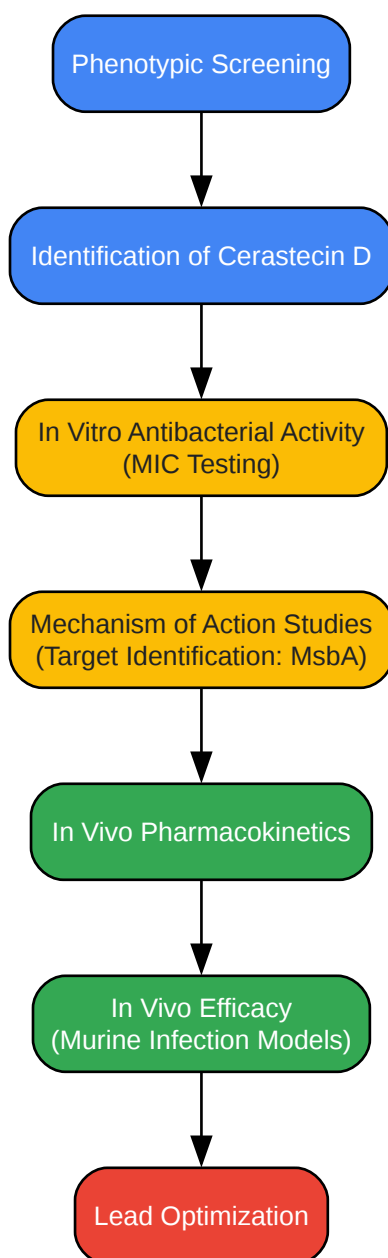 Phenotypic Screening
Identification of Cerastecin D
In Vitro Antibacterial Activity
(MIC Testing)
Mechanism of Action Studies
(Target Identification: MsbA)
In Vivo Pharmacokinetics
In Vivo Efficacy
(Murine Infection Models)
Lead Optimization